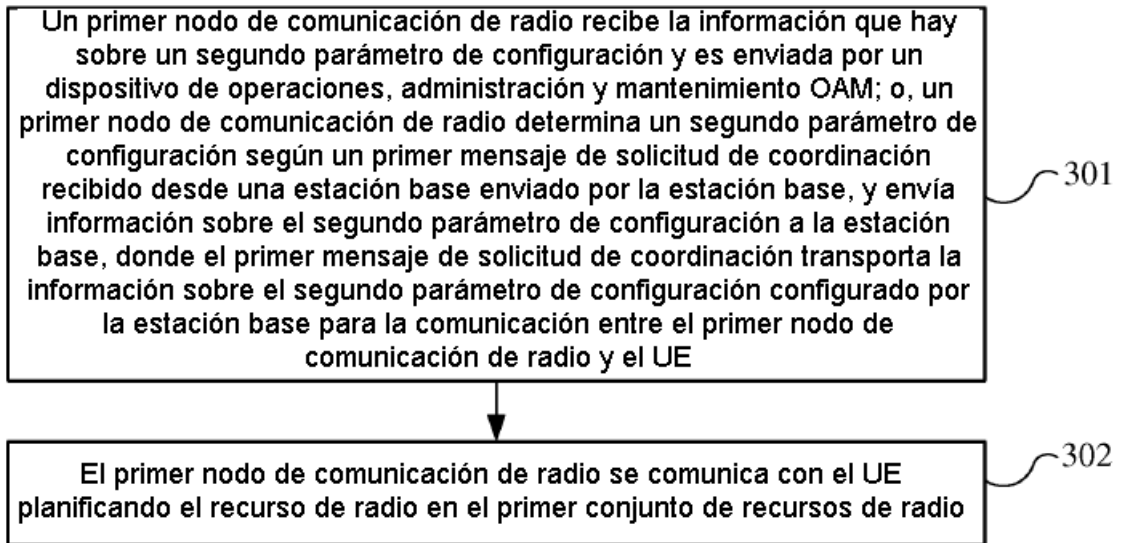 Un primer nodo de comunicación de radio recibe la información que hay
sobre un segundo parámetro de configuración y es enviada por un
dispositivo de operaciones, administración y mantenimiento OAM; o, un
primer nodo de comunicación de radio determina un segundo parámetro de
configuración según un primer mensaje de solicitud de coordinación
recibido desde una estación base enviado por la estación base, y envía
información sobre el segundo parámetro de configuración a la estación
base, donde el primer mensaje de solicitud de coordinación transporta la
información sobre el segundo parámetro de configuración configurado por
la estación base para la comunicación entre el primer nodo de
comunicación de radio y el UE
301
El primer nodo de comunicación de radio se comunica con el UE
planificando el recurso de radio en el primer conjunto de recursos de radio
302